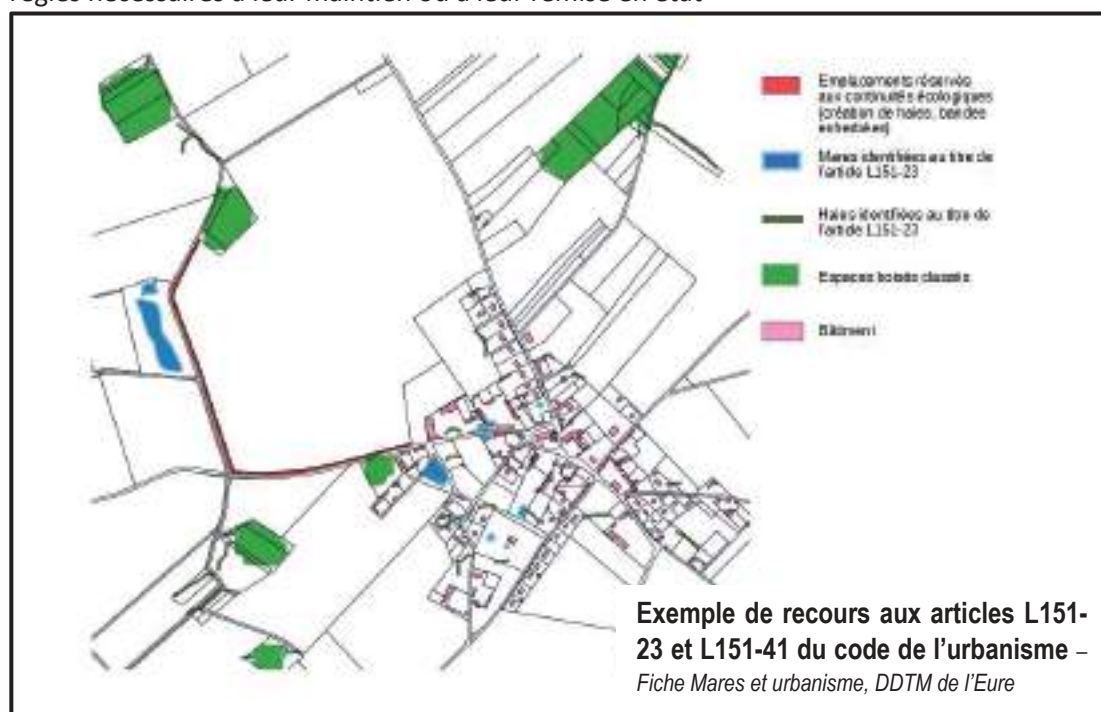 règles nécessaires à leur maintien ou à leur remise en état
Emplacements réservés
aux continuités écologiques
(création de haies, bandes
enherbées)
Mares identifiées au titre de
l'article L151-23
Haies identifiées au titre de
l'article L151-23
Espaces boisés classés
Bâtiment
Exemple de recours aux articles L151-
23 et L151-41 du code de l'urbanisme –
Fiche Mares et urbanisme, DDTM de l'Eure